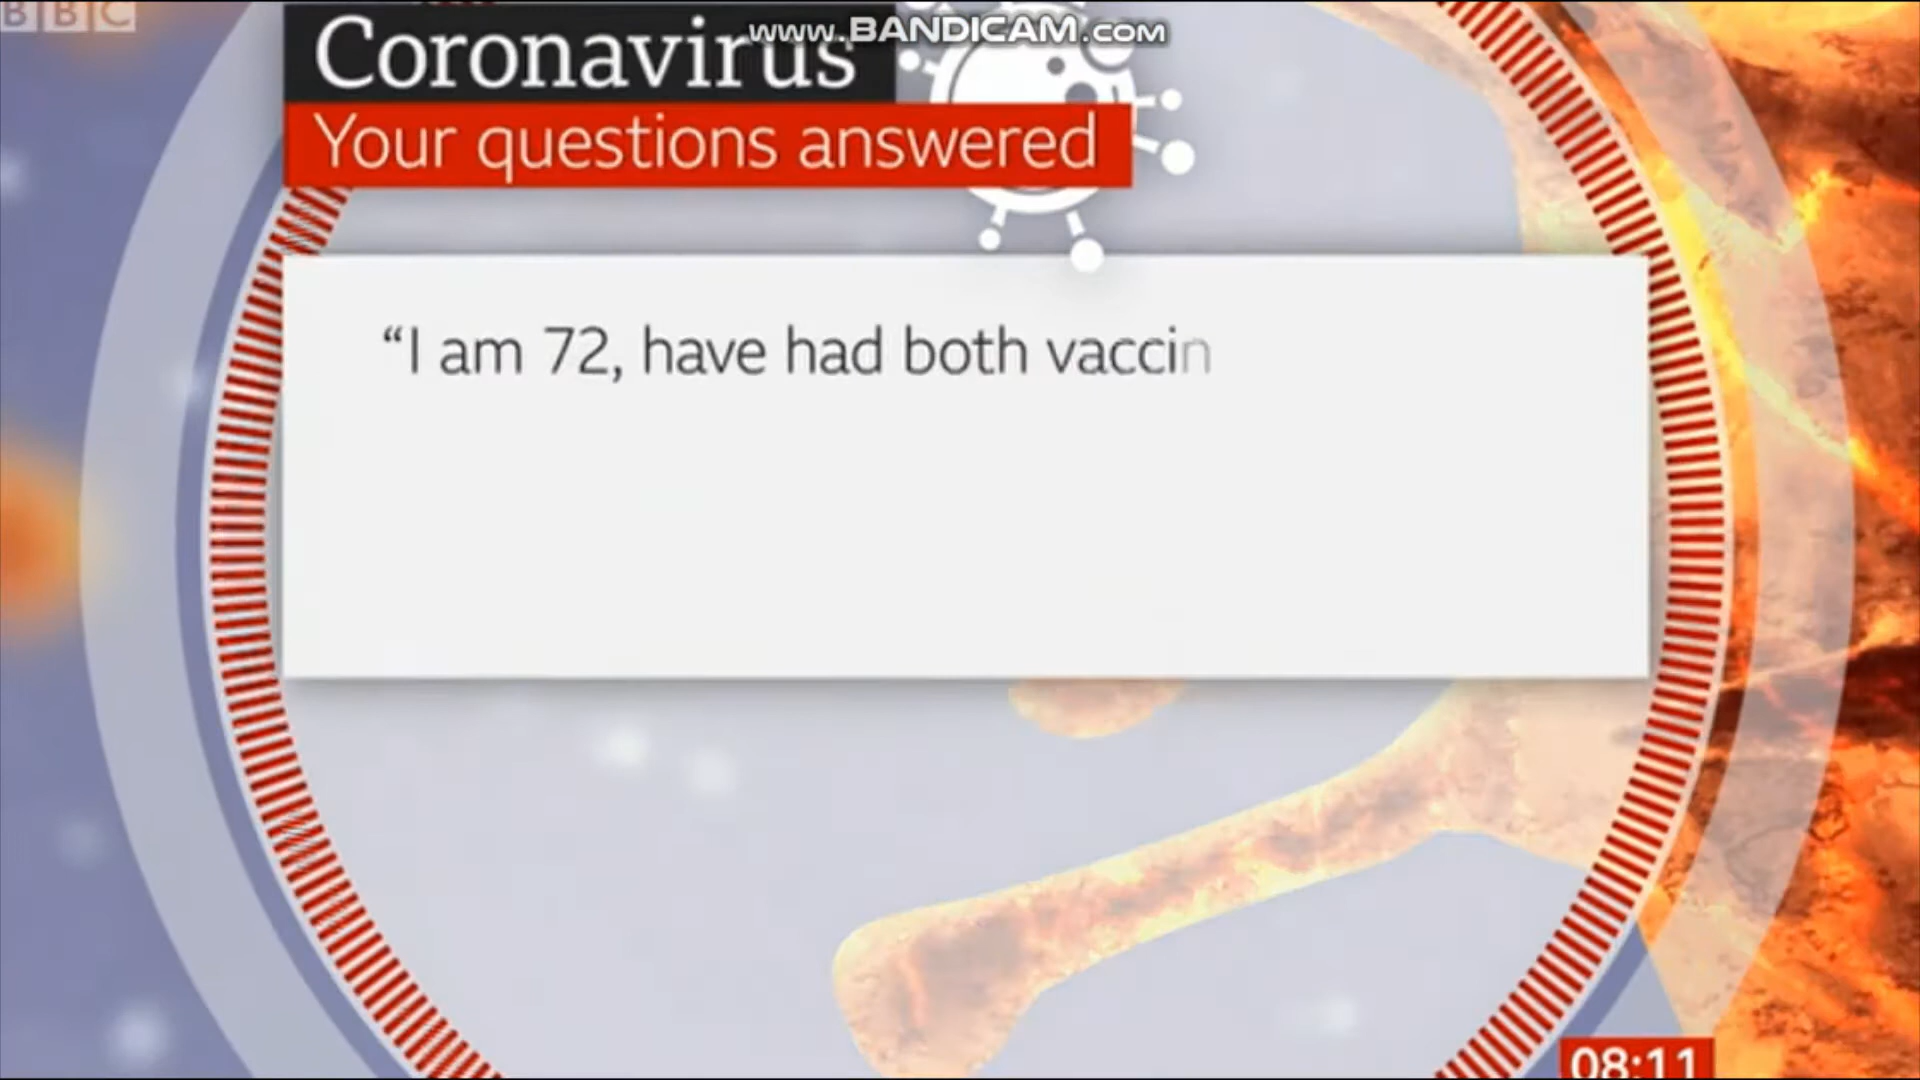 BBC
www.BANDICAM.com
Coronavirus
Your questions answered
“I am 72, have had both vaccin
08:11